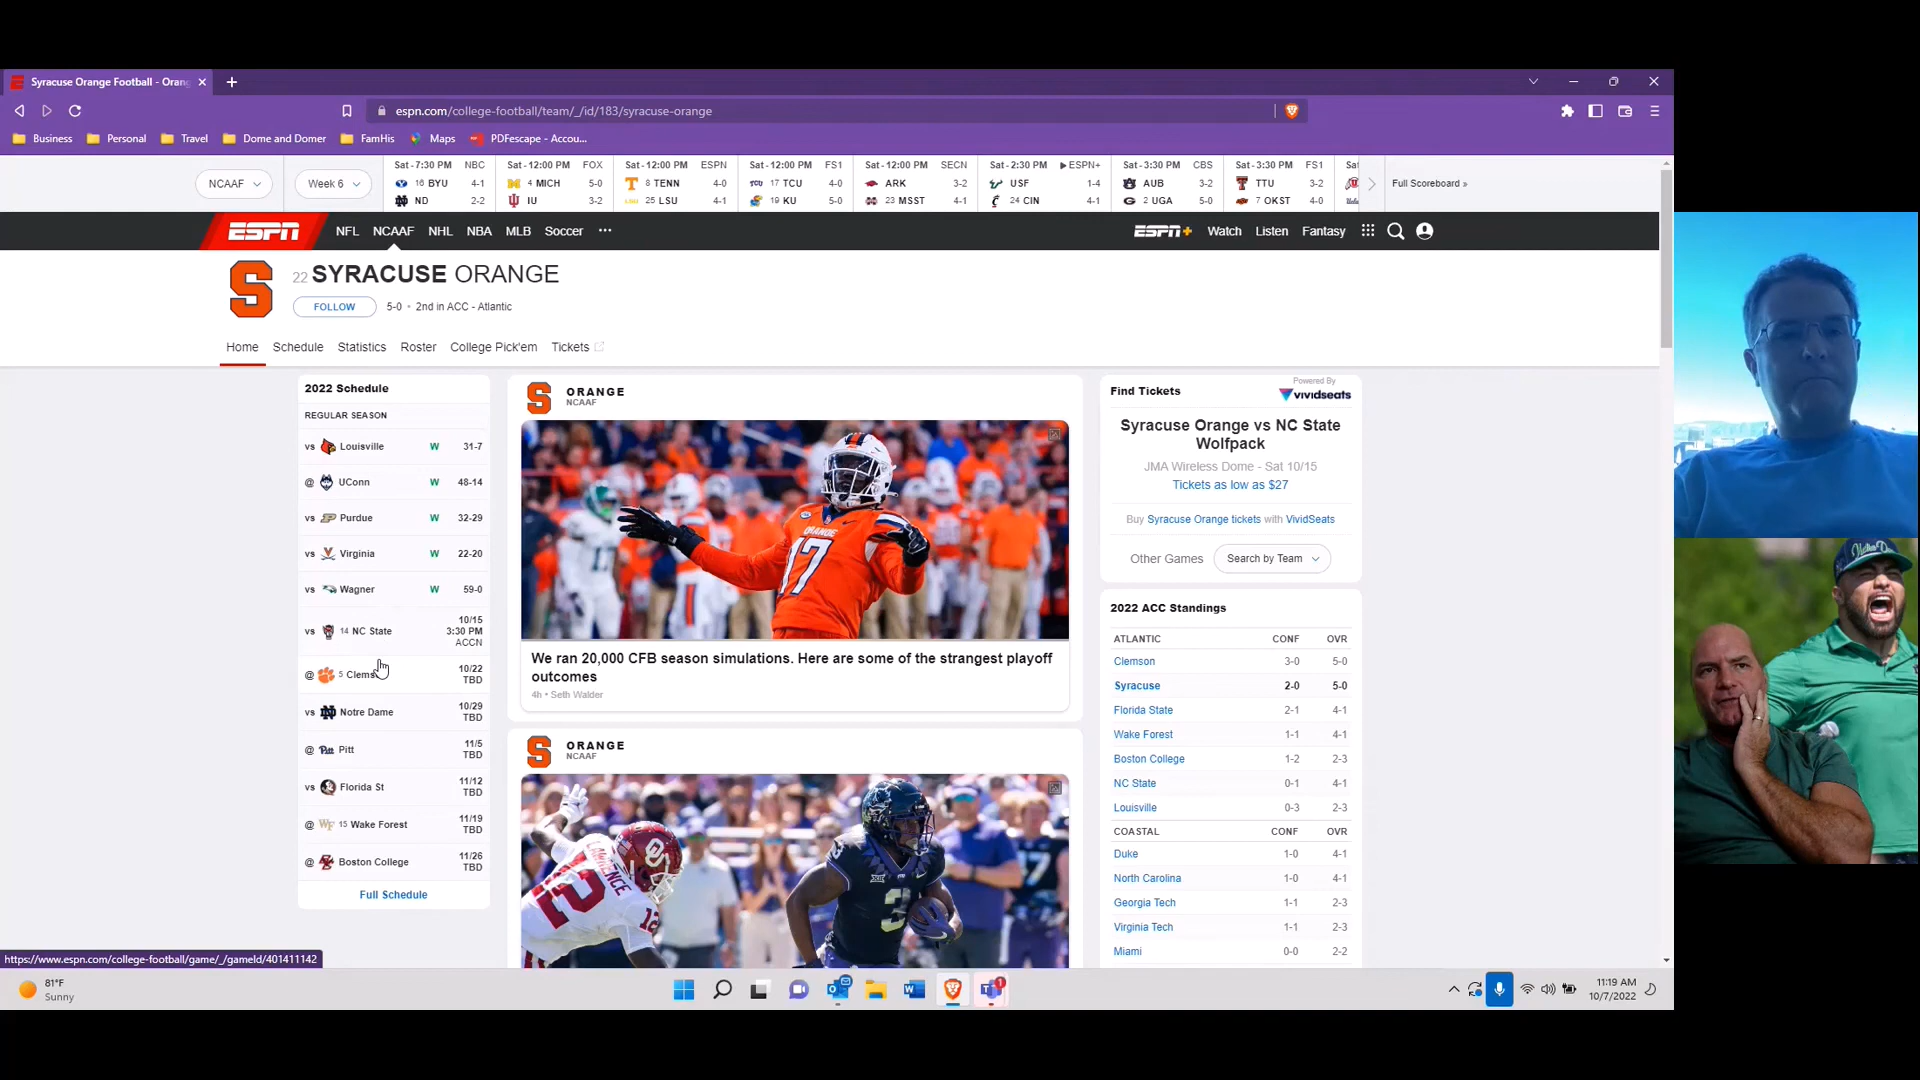 Syracuse Orange Football - Orang
espn.com/college-football/team/_/id/183/syracuse-orange
Business Personal Travel Dome and Domer FamHis Maps PDFescape - Accou...
NCAAF Week 6
Sat - 7:30 PM NBC
16 BYU 4-1
ND 2-2
Sat - 12:00 PM FOX
4 MICH 5-0
IU 3-2
Sat - 12:00 PM ESPN
8 TENN 4-0
25 LSU 4-1
Sat - 12:00 PM FS1
17 TCU 4-0
19 KU 5-0
Sat - 12:00 PM SECN
ARK 3-2
23 MSST 4-1
Sat - 2:30 PM ESPN+
USF 1-4
24 CIN 4-1
Sat - 3:30 PM CBS
AUB 3-2
2 UGA 5-0
Sat - 3:30 PM FS1
TTU 3-2
7 OKST 4-0
Full Scoreboard »
ESPN NFL NCAAF NHL NBA MLB Soccer ··· ESPN+ Watch Listen Fantasy
22 SYRACUSE ORANGE
FOLLOW 5-0 • 2nd in ACC - Atlantic
Home Schedule Statistics Roster College Pick'em Tickets
2022 Schedule
REGULAR SEASON
vs Louisville W 31-7
@ UConn W 48-14
vs Purdue W 32-29
vs Virginia W 22-20
vs Wagner W 59-0
vs 14 NC State 10/15 3:30 PM ACCN
@ 5 Clems 10/22 TBD
vs Notre Dame 10/29 TBD
@ Pitt 11/5 TBD
vs Florida St 11/12 TBD
@ 15 Wake Forest 11/19 TBD
@ Boston College 11/26 TBD
Full Schedule
ORANGE
NCAAF
ORANGE
17
We ran 20,000 CFB season simulations. Here are some of the strangest playoff
outcomes
4h • Seth Walder
ORANGE
NCAAF
LAWRENCE
12
12
3
Find Tickets
Powered By
vividseats
Syracuse Orange vs NC State
Wolfpack
JMA Wireless Dome - Sat 10/15
Tickets as low as $27
Buy Syracuse Orange tickets with VividSeats
Other Games Search by Team
2022 ACC Standings
ATLANTIC CONF OVR
Clemson 3-0 5-0
Syracuse 2-0 5-0
Florida State 2-1 4-1
Wake Forest 1-1 4-1
Boston College 1-2 2-3
NC State 0-1 4-1
Louisville 0-3 2-3
COASTAL CONF OVR
Duke 1-0 4-1
North Carolina 1-0 4-1
Georgia Tech 1-1 2-3
Virginia Tech 1-1 2-3
Miami 0-0 2-2
https://www.espn.com/college-football/game/_/gameId/401411142
81°F
Sunny
1
11:19 AM
10/7/2022